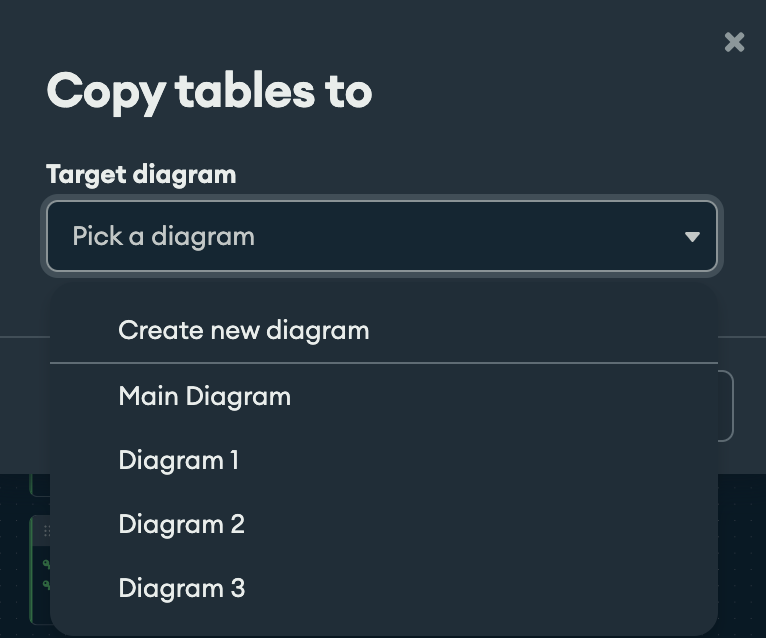 Copy tables to
Target diagram
Pick a diagram
Create new diagram
Main Diagram
Diagram 1
Diagram 2
Diagram 3